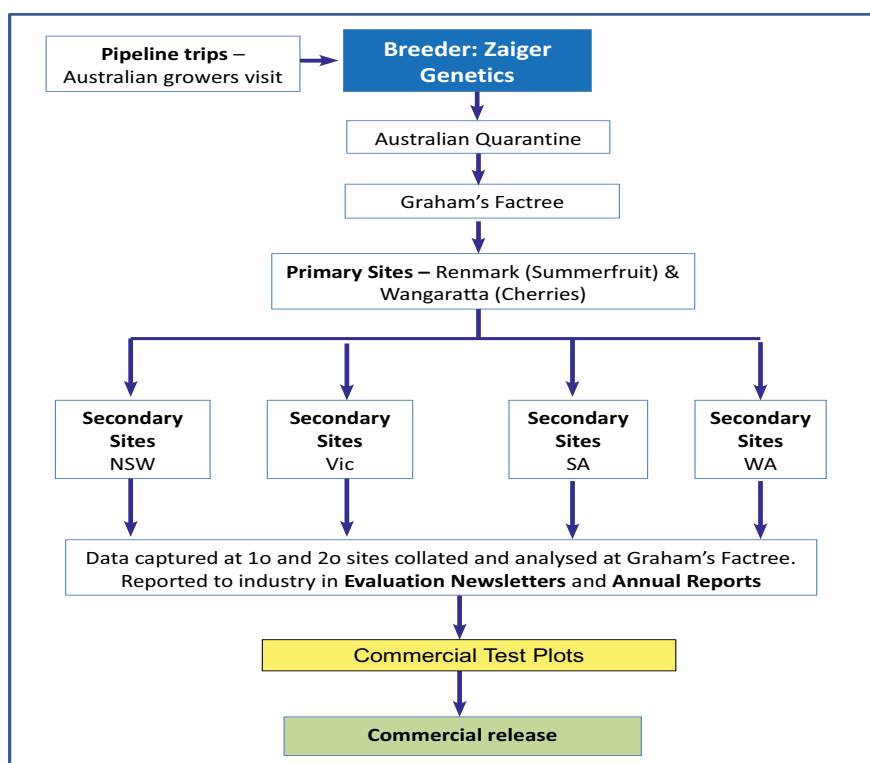 Pipeline trips –
Australian growers visit
Breeder: Zaiger
Genetics
Australian Quarantine
Graham’s Factree
Primary Sites – Renmark (Summerfruit) &
Wangaratta (Cherries)
Secondary
Sites
NSW
Secondary
Sites
Vic
Secondary
Sites
SA
Secondary
Sites
WA
Data captured at 1o and 2o sites collated and analysed at Graham’s Factree.
Reported to industry in Evaluation Newsletters and Annual Reports
Commercial Test Plots
Commercial release